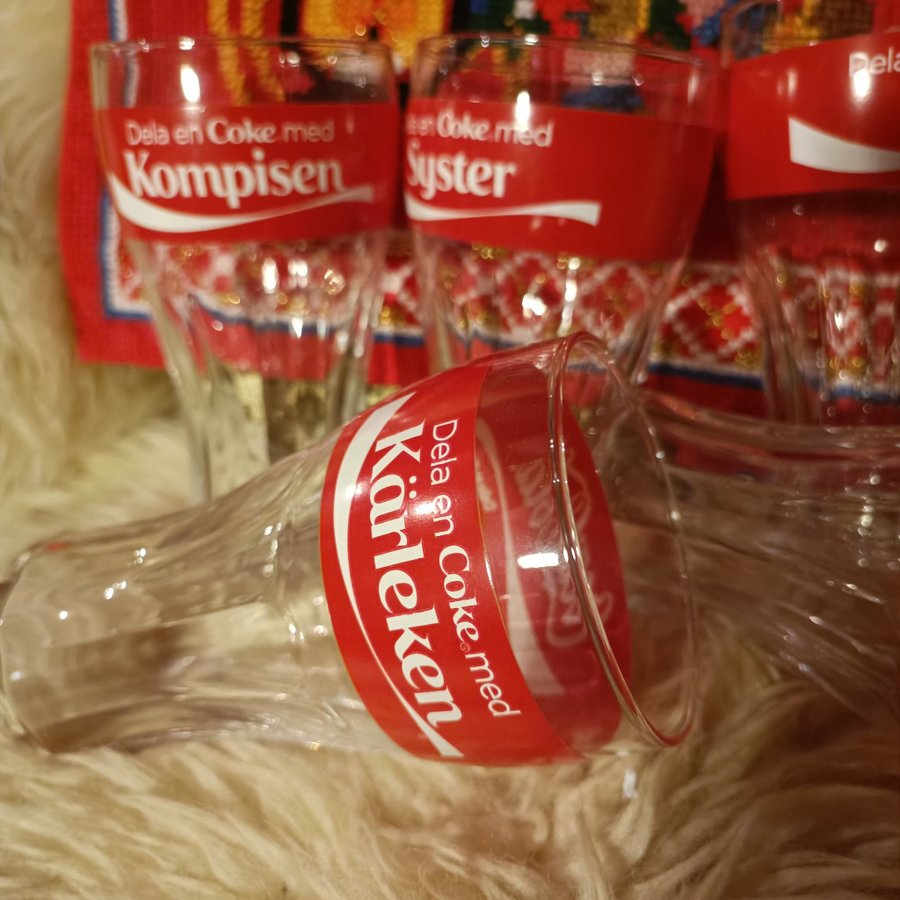 Dela en Coke med
Kompisen
en Coke med
Syster
Dela
Dela en Coke med
Kärleken